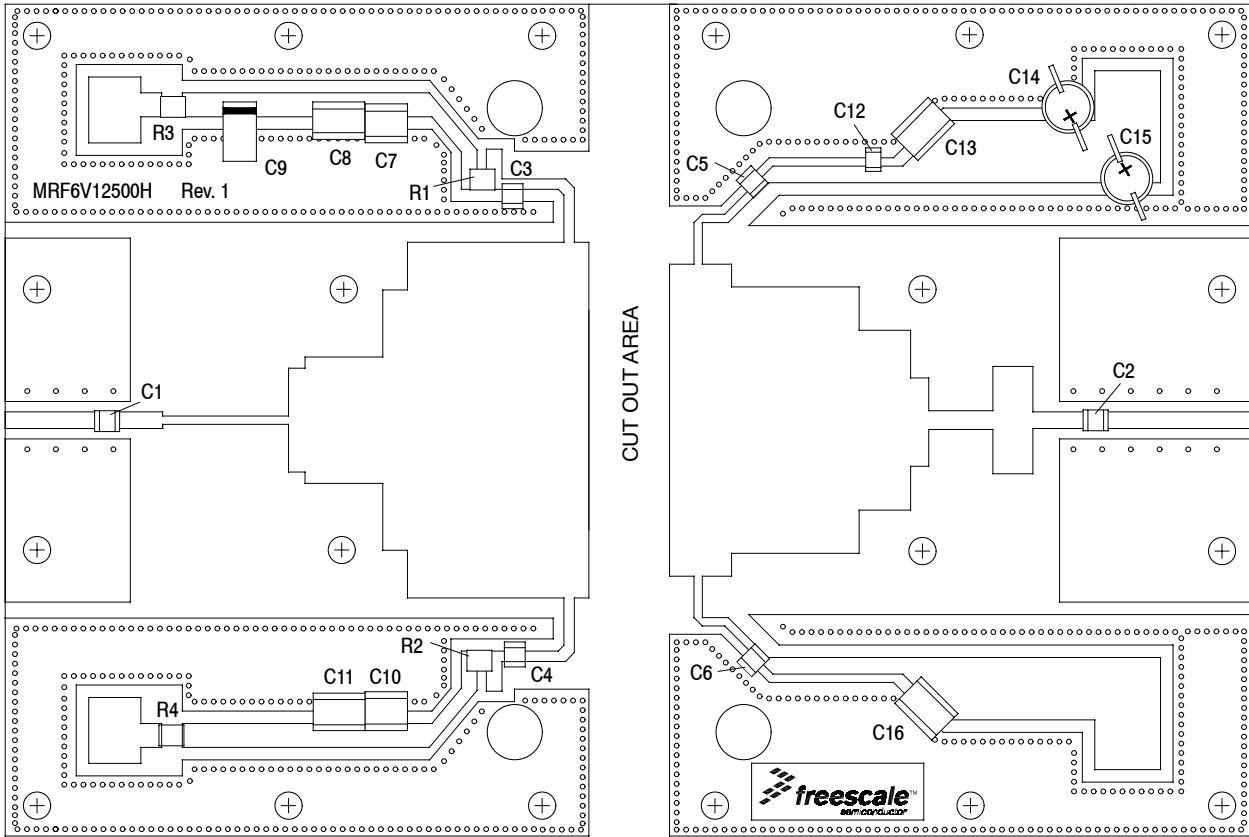 C14
C12
C15
R3
C13
C8
C7
C3
C5
C9
R1
MRF6V12500H Rev. 1
CUT OUT AREA
C1
C2
R2
C4
C6
C11
C10
R4
C16
freescale™
semiconductor